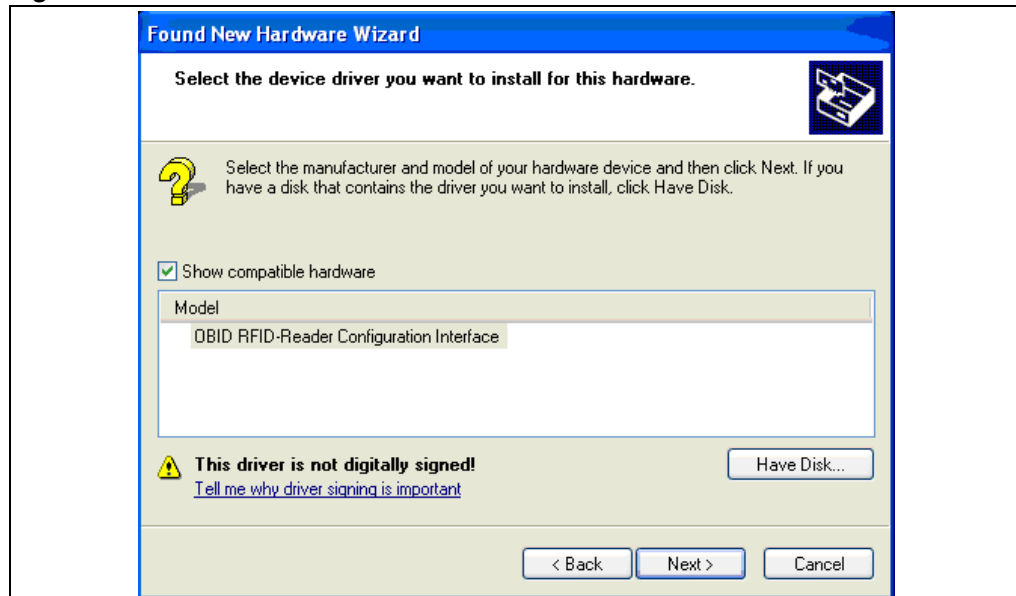 Found New Hardware Wizard
Select the device driver you want to install for this hardware.
Select the manufacturer and model of your hardware device and then click Next. If you
have a disk that contains the driver you want to install, click Have Disk.
Show compatible hardware
Model
OBID RFID-Reader Configuration Interface
This driver is not digitally signed!
Have Disk...
Tell me why driver signing is important
< Back Next > Cancel